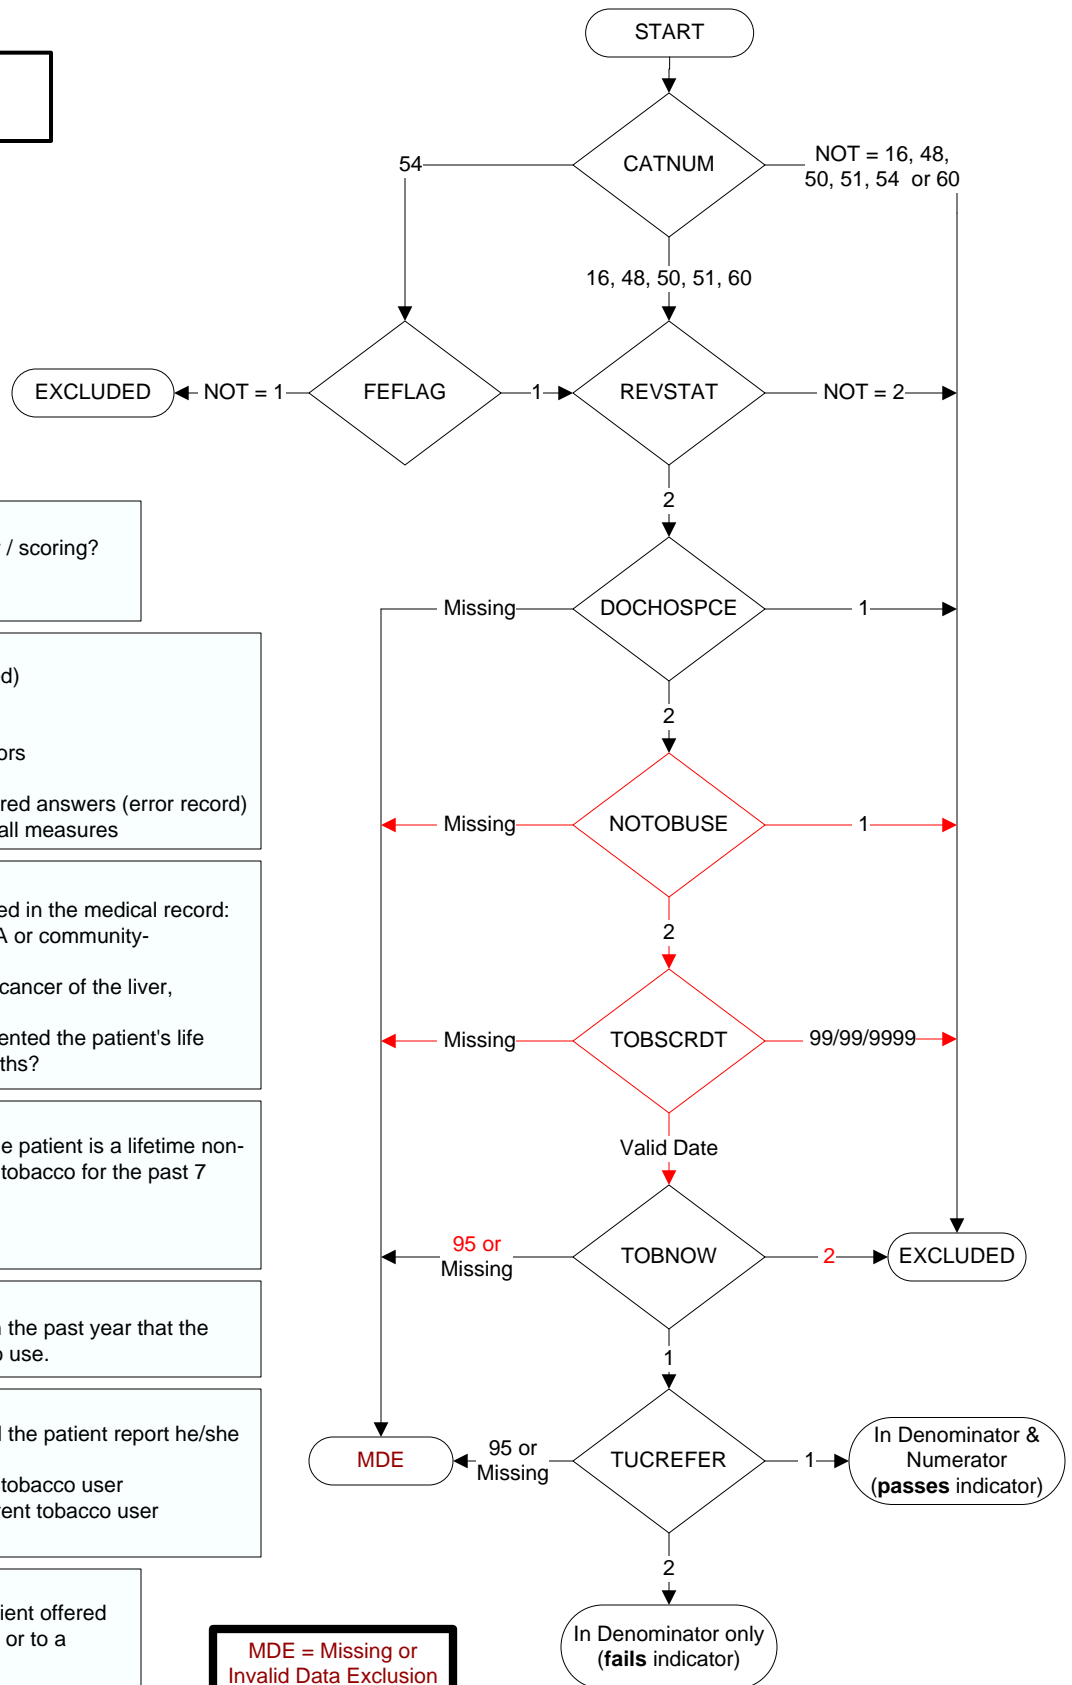 START
CATNUM
54
NOT = 16, 48,
50, 51, 54 or 60
16, 48, 50, 51, 60
EXCLUDED
NOT = 1
FEFLAG
1
REVSTAT
NOT = 2
2
/ scoring?
Missing
DOCHOSPCE
1
2
ed)
ors
red answers (error record)
all measures
Missing
NOTOBUSE
1
2
ed in the medical record:
A or community-
cancer of the liver,
ented the patient's life
ths?
Missing
TOBSCRDT
99/99/9999
Valid Date
e patient is a lifetime non-
tobacco for the past 7
95 or
Missing
TOBNOW
2
EXCLUDED
1
n the past year that the
o use.
d the patient report he/she
tobacco user
rent tobacco user
MDE
95 or
Missing
TUCREFER
1
In Denominator &
Numerator
(passes indicator)
2
ient offered
or to a
In Denominator only
(fails indicator)
MDE = Missing or
Invalid Data Exclusion